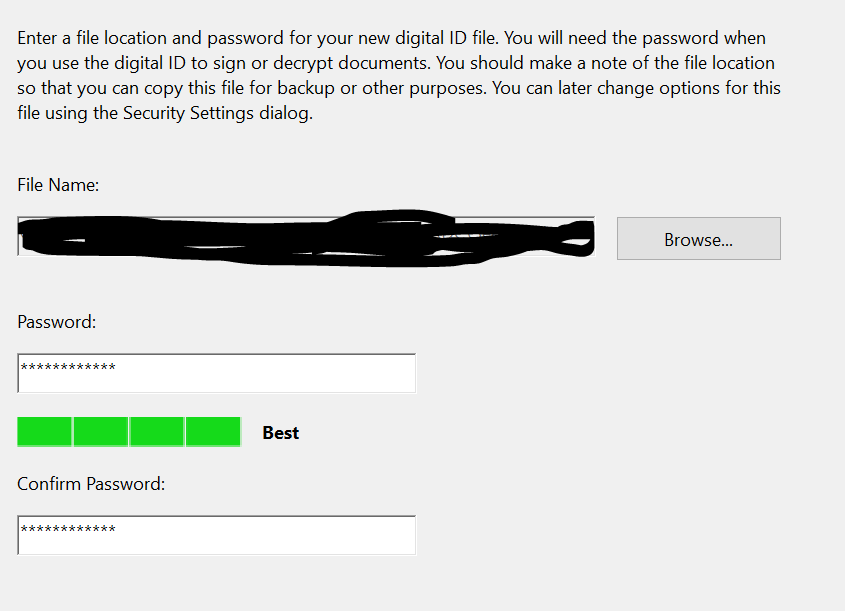 Enter a file location and password for your new digital ID file. You will need the password when
you use the digital ID to sign or decrypt documents. You should make a note of the file location
so that you can copy this file for backup or other purposes. You can later change options for this
file using the Security Settings dialog.
File Name:
Browse...
Password:
************
Best
Confirm Password:
************